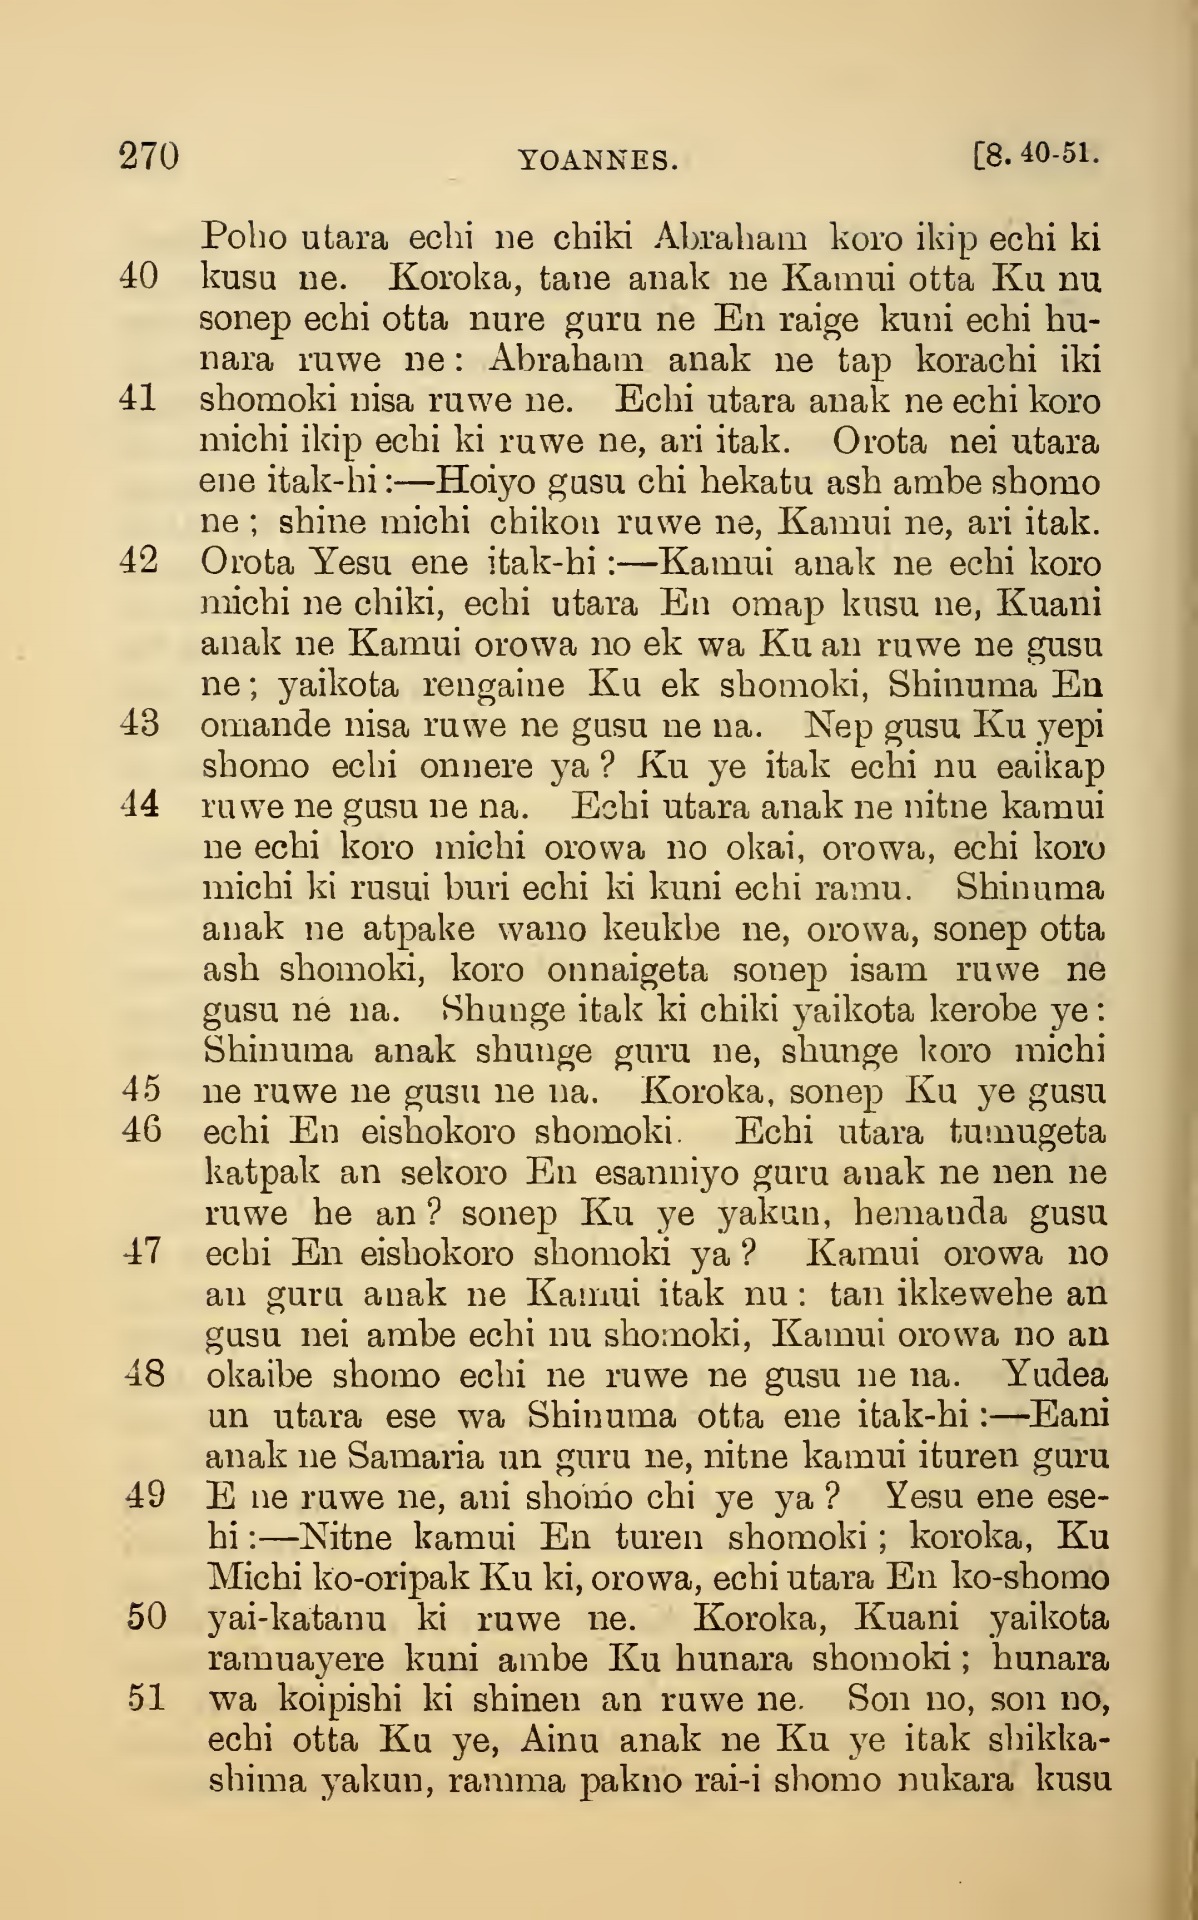 270 YOANNES. [8. 40-51.
Poho utara echi ne chiki Abraham koro ikip echi ki
40 kusu ne. Koroka, tane anak ne Kamui otta Ku nu
sonep echi otta nure guru ne En raige kuni echi hu-
nara ruwe ne : Abraham anak ne tap korachi iki
41 shomoki nisa ruwe ne. Echi utara anak ne echi koro
michi ikip echi ki ruwe ne, ari itak. Orota nei utara
ene itak-hi :—Hoiyo gusu chi hekatu ash ambe shomo
ne ; shine michi chikon ruwe ne, Kamui ne, ari itak.
42 Orota Yesu ene itak-hi :—Kamui anak ne echi koro
michi ne chiki, echi utara En omap kusu ne, Kuani
anak ne Kamui orowa no ek wa Ku an ruwe ne gusu
ne ; yaikota rengaine Ku ek shomoki, Shinuma En
43 omande nisa ruwe ne gusu ne na. Nep gusu Ku yepi
shomo echi onnere ya ? Ku ye itak echi nu eaikap
44 ruwe ne gusu ne na. Echi utara anak ne nitne kamui
ne echi koro michi orowa no okai, orowa, echi koro
michi ki rusui buri echi ki kuni echi ramu. Shinuma
anak ne atpake wano keukbe ne, orowa, sonep otta
ash shomoki, koro onnaigeta sonep isam ruwe ne
gusu ne na. Shunge itak ki chiki yaikota kerobe ye :
Shinuma anak shunge guru ne, shunge koro michi
45 ne ruwe ne gusu ne na. Koroka, sonep Ku ye gusu
46 echi En eishokoro shomoki. Echi utara tumugeta
katpak an sekoro En esanniyo guru anak ne nen ne
ruwe he an ? sonep Ku ye yakun, hemanda gusu
47 echi En eishokoro shomoki ya ? Kamui orowa no
an guru anak ne Kamui itak nu : tan ikkewehe an
gusu nei ambe echi nu shomoki, Kamui orowa no an
48 okaibe shomo echi ne ruwe ne gusu ne na. Yudea
un utara ese wa Shinuma otta ene itak-hi :—Eani
anak ne Samaria un guru ne, nitne kamui ituren guru
49 E ne ruwe ne, ani shomo chi ye ya ? Yesu ene ese-
hi :—Nitne kamui En turen shomoki ; koroka, Ku
Michi ko-oripak Ku ki, orowa, echi utara En ko-shomo
50 yai-katanu ki ruwe ne. Koroka, Kuani yaikota
ramuayere kuni ambe Ku hunara shomoki ; hunara
51 wa koipishi ki shinen an ruwe ne. Son no, son no,
echi otta Ku ye, Ainu anak ne Ku ye itak shikka-
shima yakun, ramma pakno rai-i shomo nukara kusu